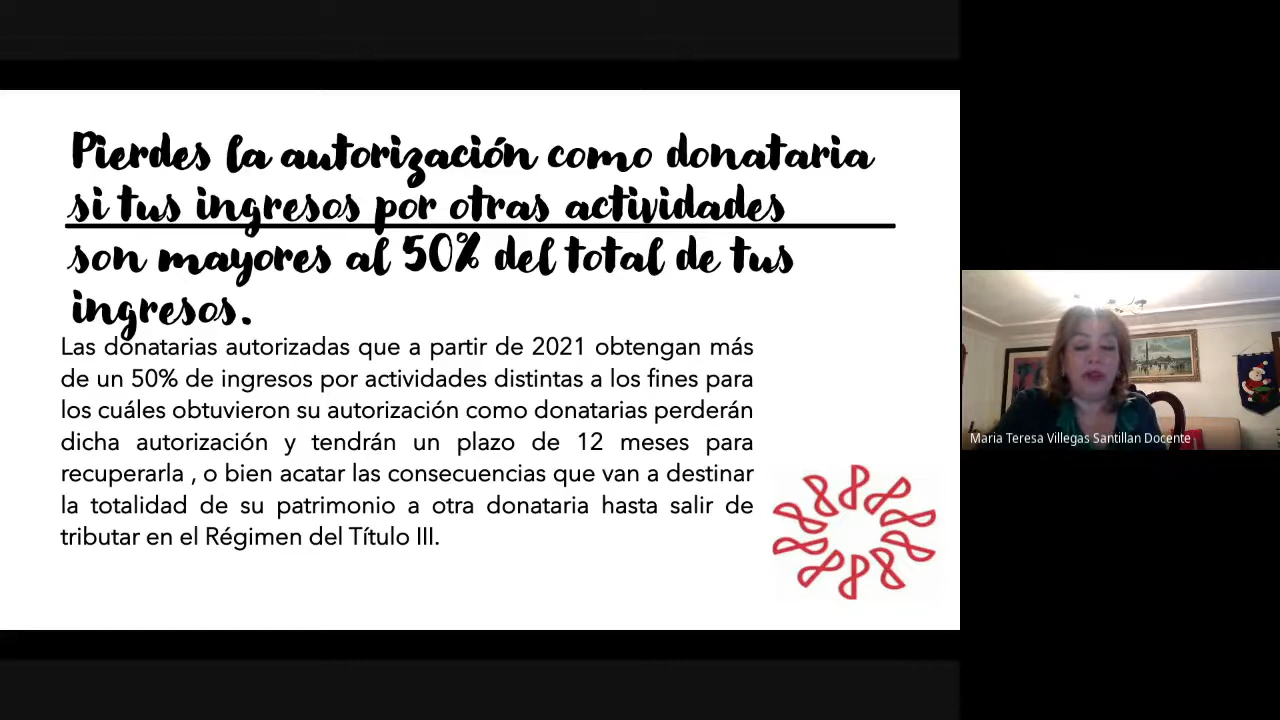 Pierdes la autorización como donataria
si tus ingresos por otras actividades
son mayores al 50% del total de tus
ingresos.
Las donatarias autorizadas que a partir de 2021 obtengan más
de un 50% de ingresos por actividades distintas a los fines para
los cuáles obtuvieron su autorización como donatarias perderán
dicha autorización y tendrán un plazo de 12 meses para
recuperarla , o bien acatar las consecuencias que van a destinar
la totalidad de su patrimonio a otra donataria hasta salir de
tributar en el Régimen del Título III.
Maria Teresa Villegas Santillan Docente